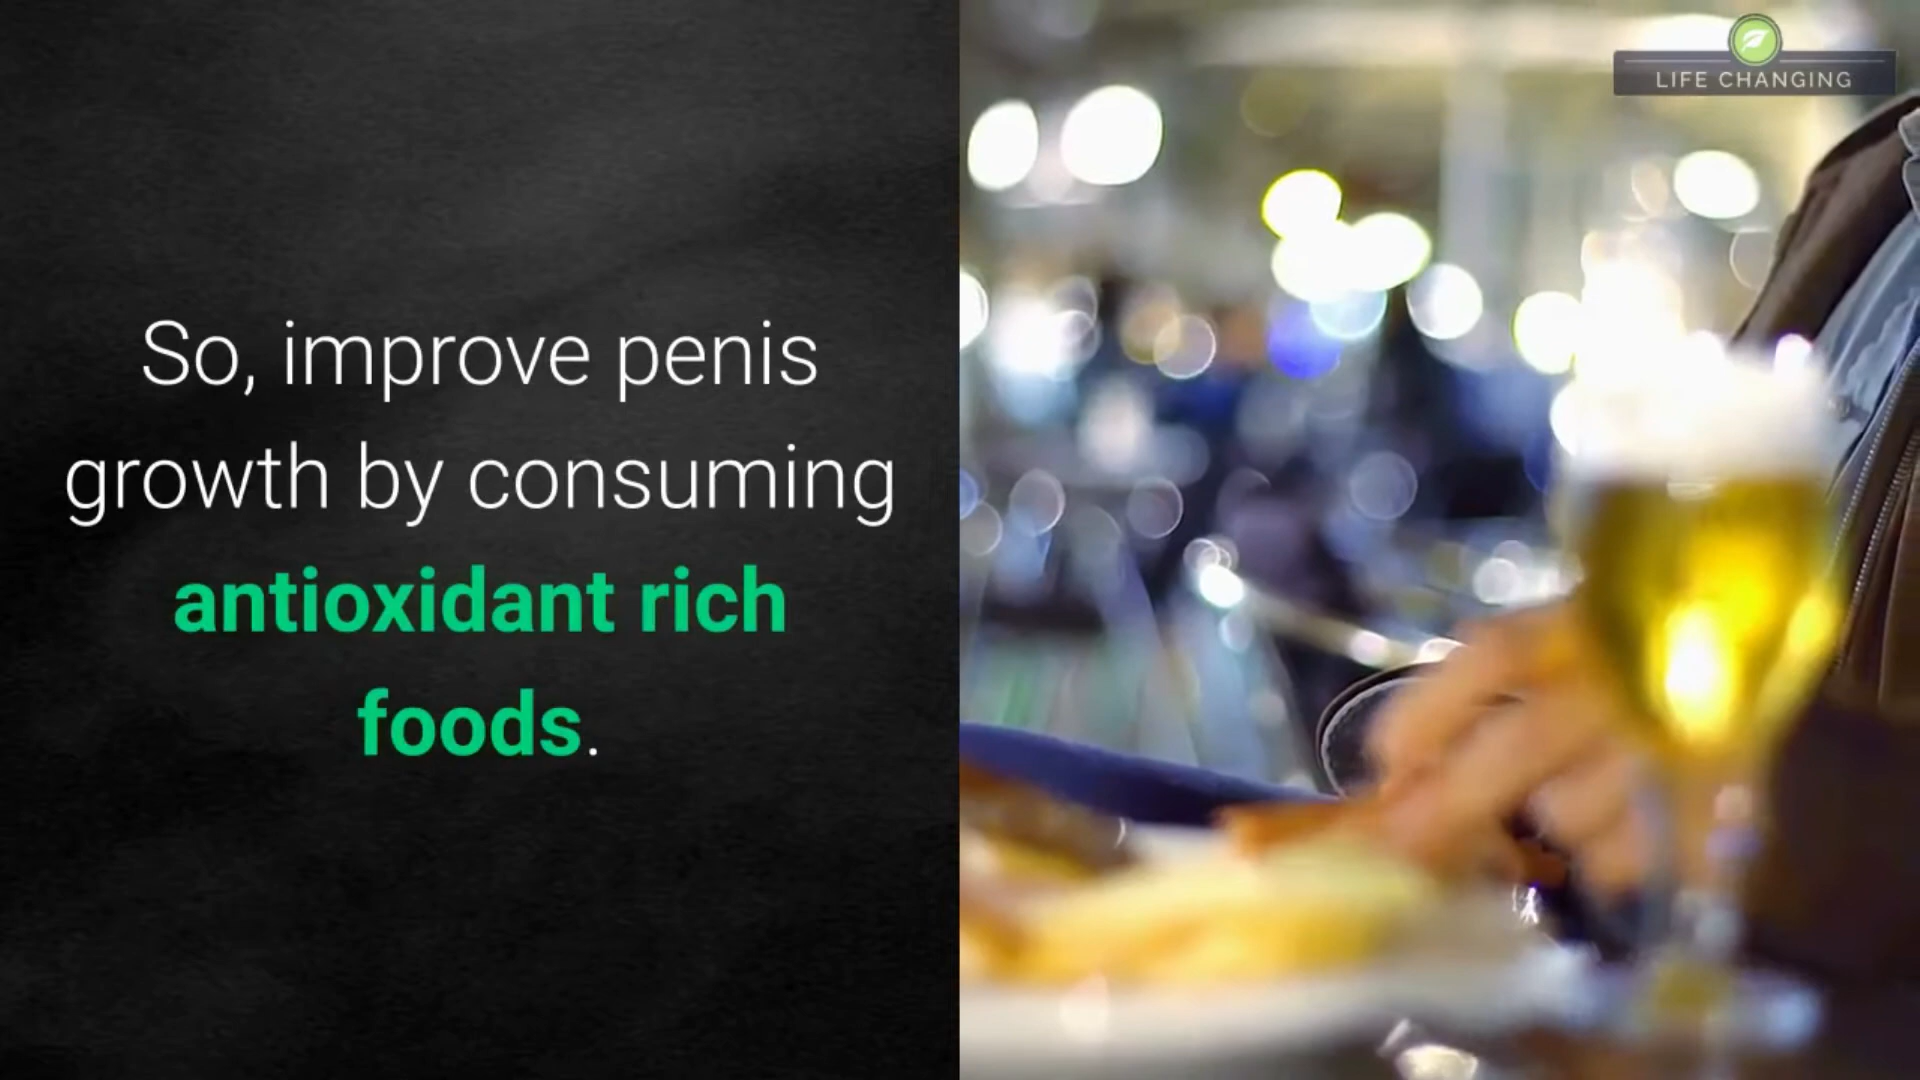 LIFE CHANGING
So, improve penis
growth by consuming
antioxidant rich
foods.